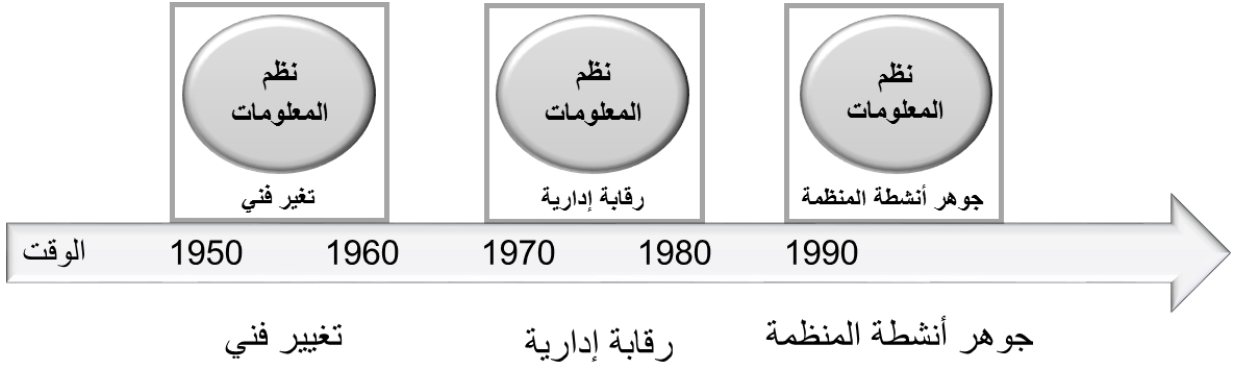 نظم
المعلومات
تغير فني
نظم
المعلومات
رقابة إدارية
نظم
المعلومات
جوهر أنشطة المنظمة
الوقت 1950 1960 1970 1980 1990
تغيير فني
رقابة إدارية
جوهر أنشطة المنظمة